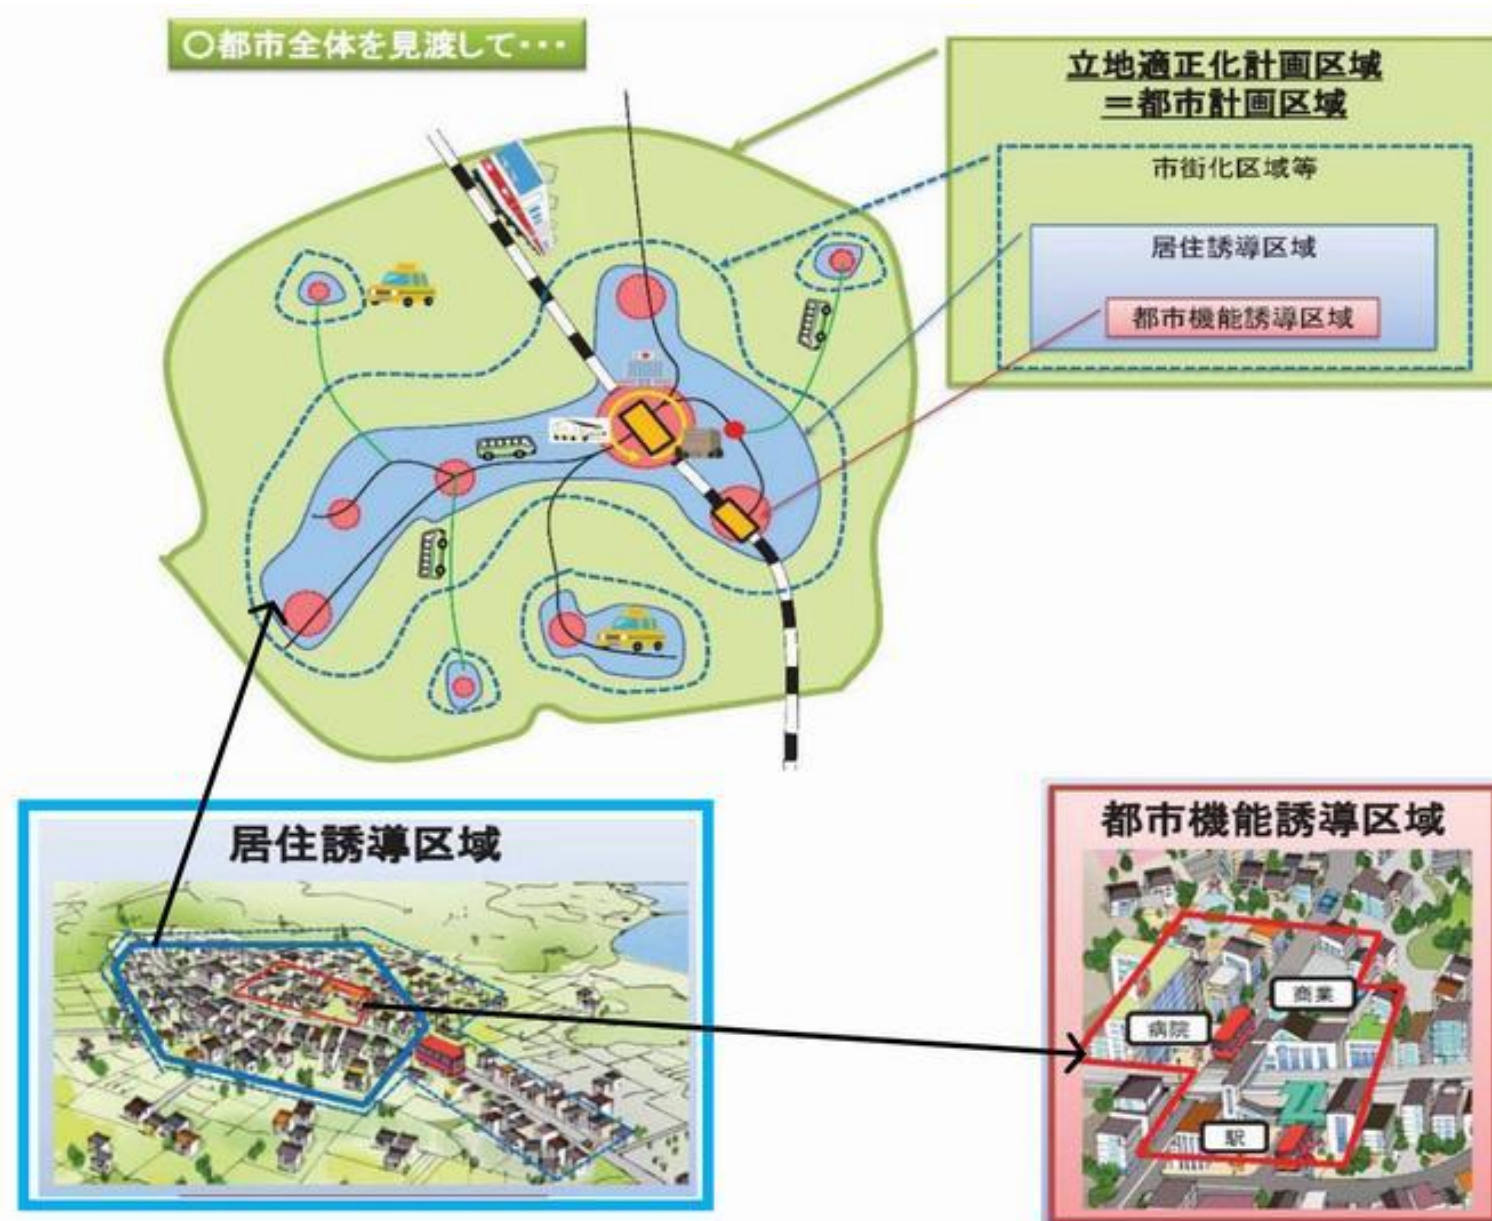 〇都市全体を見渡して・・・
立地適正化計画区域
＝都市計画区域
市街化区域等
居住誘導区域
都市機能誘導区域
居住誘導区域
都市機能誘導区域
商業
病院
駅